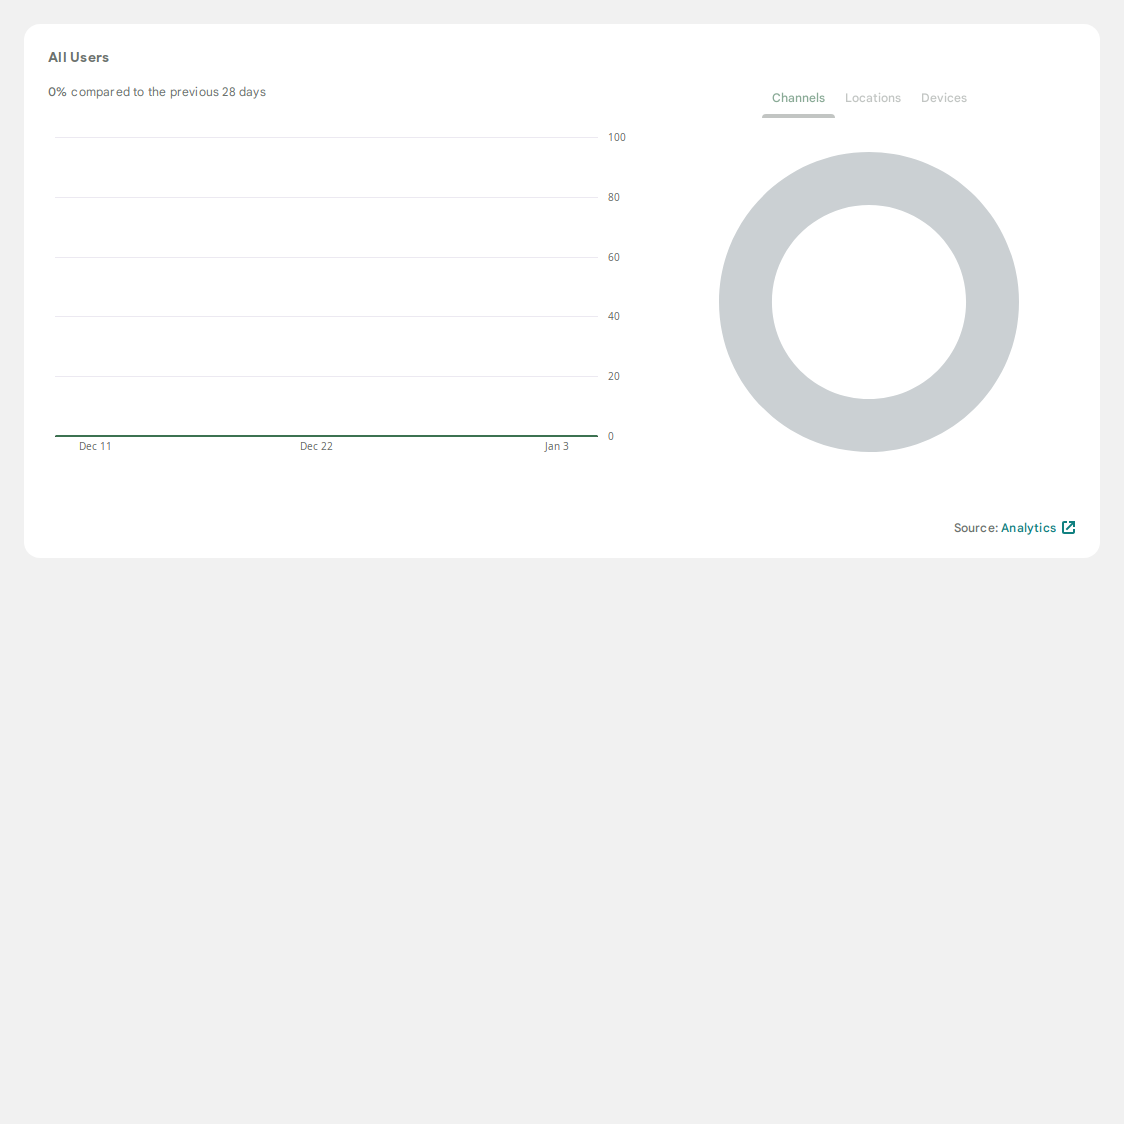 All Users
0% compared to the previous 28 days
Channels Locations Devices
100
80
60
40
20
0
Dec 11 Dec 22 Jan 3
Source: Analytics